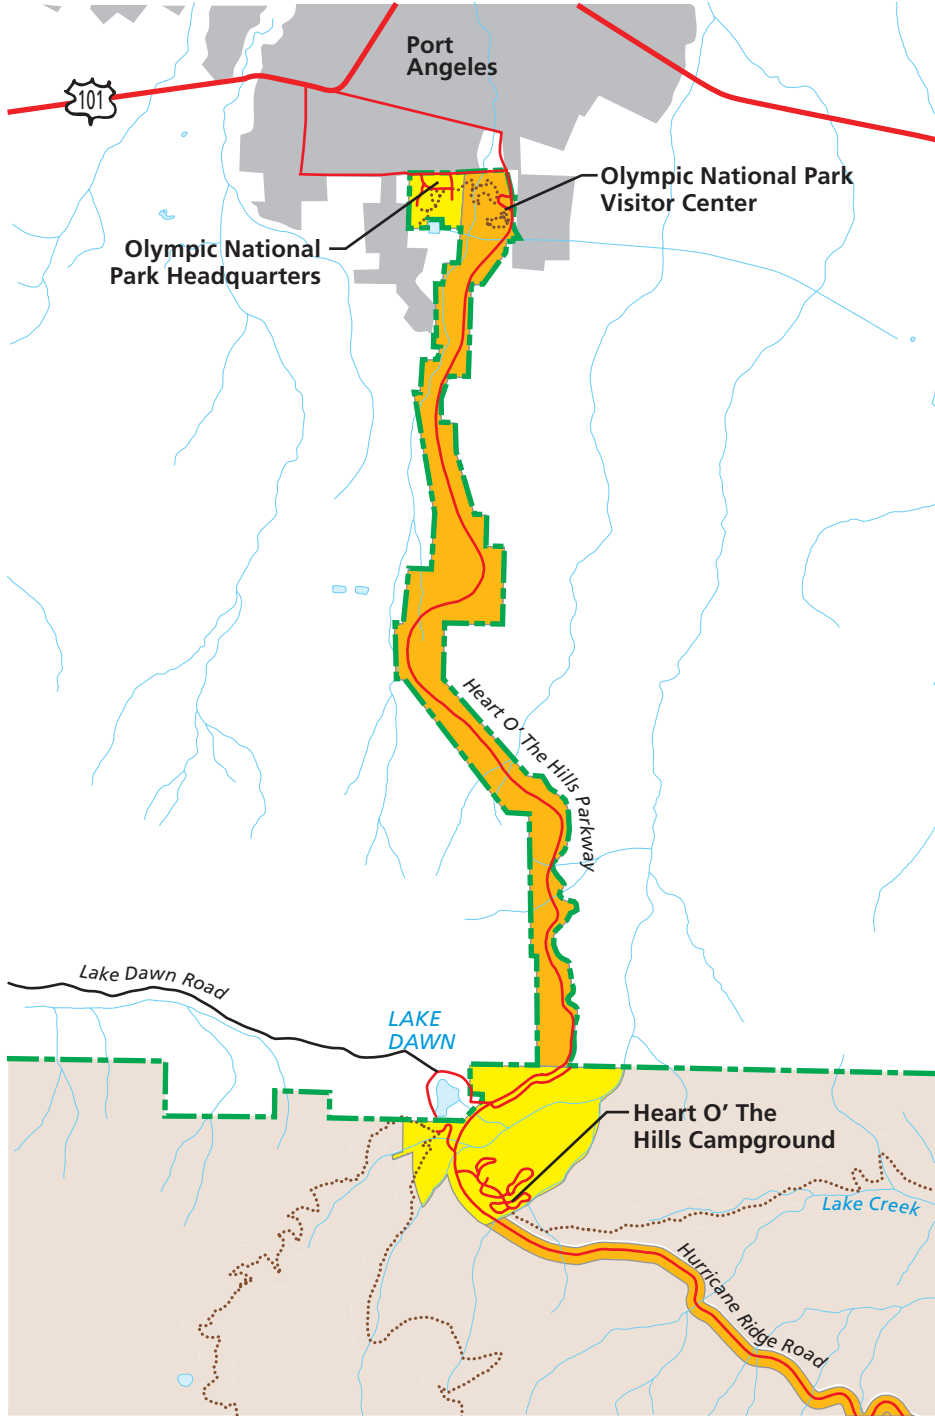 Port
Angeles
101
Olympic National Park
Visitor Center
Olympic National
Park Headquarters
Heart O' The Hills Parkway
Lake Dawn Road
LAKE
DAWN
Heart O' The
Hills Campground
Lake Creek
Hurricane Ridge Road